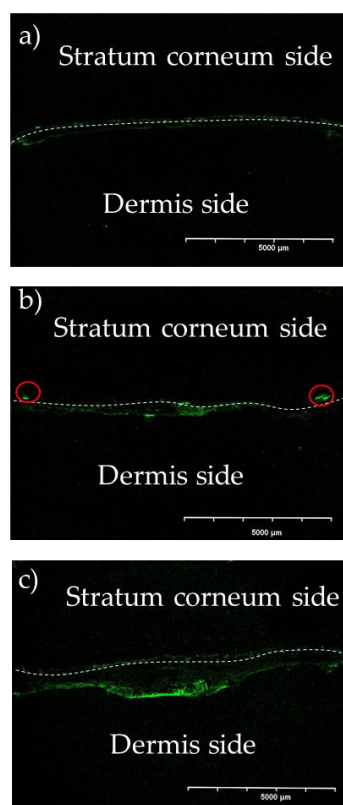 a)
Stratum corneum side
Dermis side
5000 µm
b)
Stratum corneum side
Dermis side
5000 µm
c)
Stratum corneum side
Dermis side
5000 µm